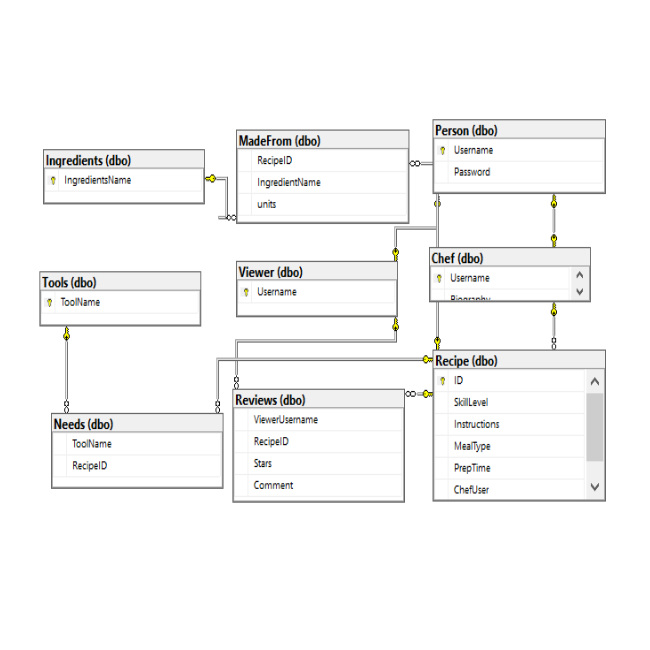 Person (dbo)
Username
Password
MadeFrom (dbo)
RecipeID
IngredientName
units
Ingredients (dbo)
IngredientsName
Chef (dbo)
Username
Biography
Viewer (dbo)
Username
Tools (dbo)
ToolName
Recipe (dbo)
ID
SkillLevel
Instructions
MealType
PrepTime
ChefUser
Reviews (dbo)
ViewerUsername
RecipeID
Stars
Comment
Needs (dbo)
ToolName
RecipeID